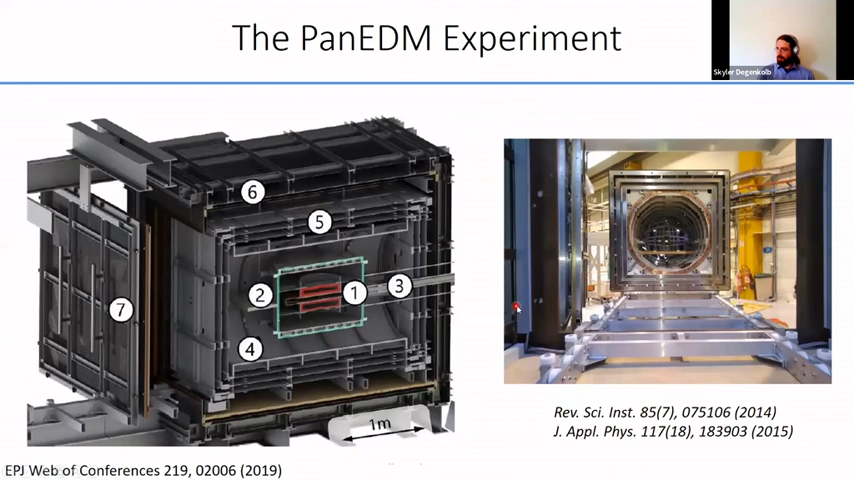 The PanEDM Experiment
Skyler Degenkolb
6
5
7
2
1
3
4
1m
Rev. Sci. Inst. 85(7), 075106 (2014)
J. Appl. Phys. 117(18), 183903 (2015)
EPJ Web of Conferences 219, 02006 (2019)